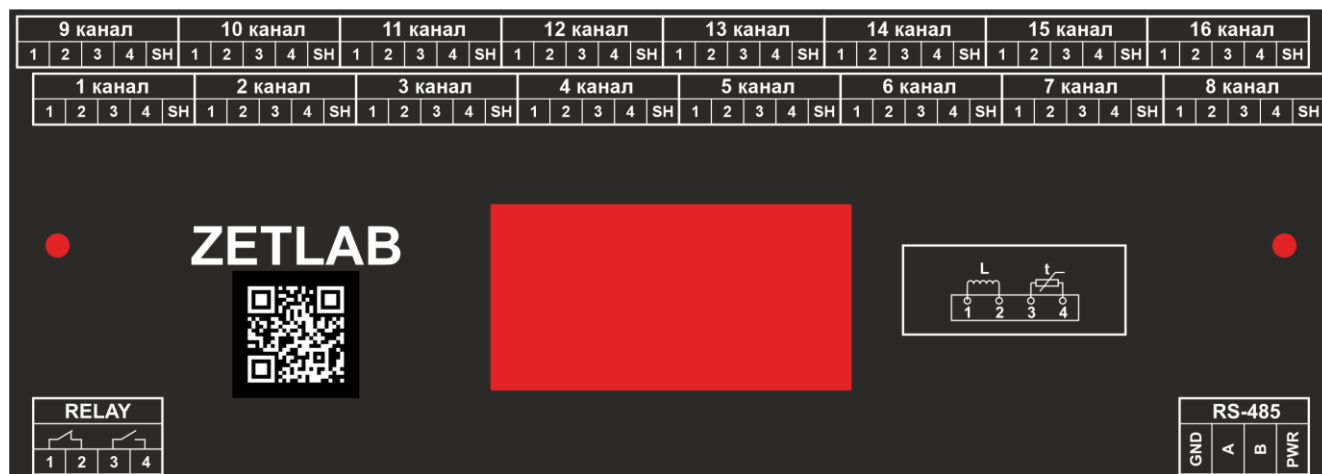 9 канал 10 канал 11 канал 12 канал 13 канал 14 канал 15 канал 16 канал
1 2 3 4 SH 1 2 3 4 SH 1 2 3 4 SH 1 2 3 4 SH 1 2 3 4 SH 1 2 3 4 SH 1 2 3 4 SH 1 2 3 4 SH
1 канал 2 канал 3 канал 4 канал 5 канал 6 канал 7 канал 8 канал
1 2 3 4 SH 1 2 3 4 SH 1 2 3 4 SH 1 2 3 4 SH 1 2 3 4 SH 1 2 3 4 SH 1 2 3 4 SH 1 2 3 4 SH
ZETLAB
L t
1 2 3 4
RELAY
1 2 3 4
RS-485
GND A B PWR